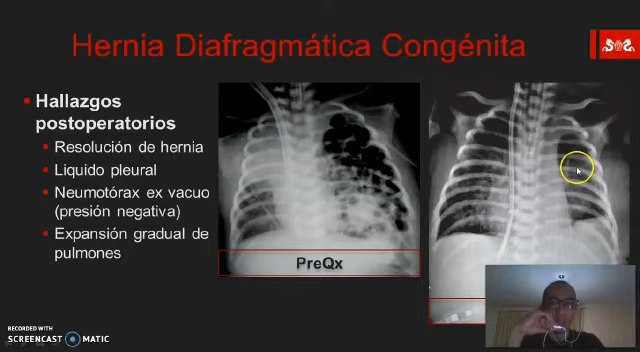 Hernia Diafragmática Congénita
Hallazgos
postoperatorios
Resolución de hernia
Liquido pleural
Neumotórax ex vacuo
(presión negativa)
Expansión gradual de
pulmones
PreQx
RECORDED WITH
SCREENCAST MATIC